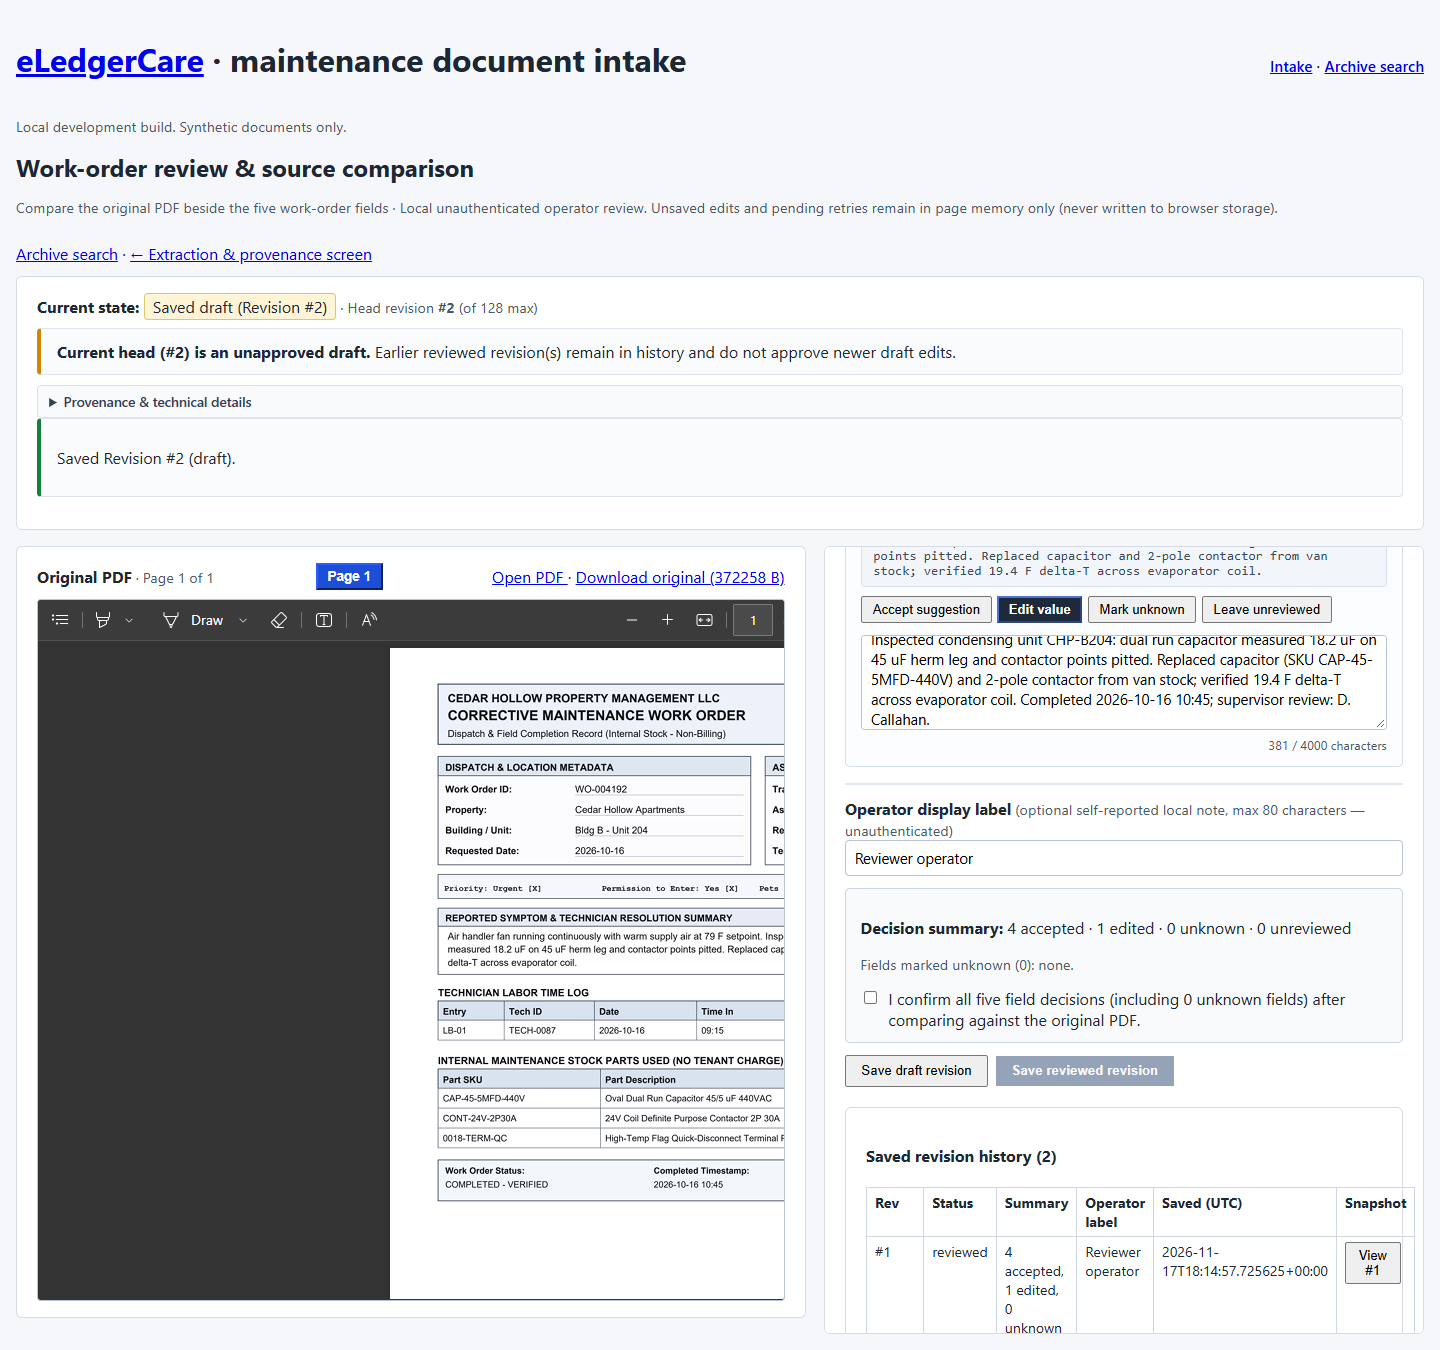 eLedgerCare · maintenance document intake
Intake · Archive search
Local development build. Synthetic documents only.
Work-order review & source comparison
Compare the original PDF beside the five work-order fields · Local unauthenticated operator review. Unsaved edits and pending retries remain in page memory only (never written to browser storage).
Archive search · ← Extraction & provenance screen
Current state: Saved draft (Revision #2) · Head revision #2 (of 128 max)
Current head (#2) is an unapproved draft. Earlier reviewed revision(s) remain in history and do not approve newer draft edits.
▶ Provenance & technical details
Saved Revision #2 (draft).
Original PDF · Page 1 of 1
Page 1
Open PDF · Download original (372258 B)
Draw
1
CEDAR HOLLOW PROPERTY MANAGEMENT LLC
CORRECTIVE MAINTENANCE WORK ORDER
Dispatch & Field Completion Record (Internal Stock - Non-Billing)
DISPATCH & LOCATION METADATA
Work Order ID: WO-004192
Property: Cedar Hollow Apartments
Building / Unit: Bldg B - Unit 204
Requested Date: 2026-10-16
AS
Tra
As
Re
Te
Priority: Urgent [X] Permission to Enter: Yes [X] Pets
REPORTED SYMPTOM & TECHNICIAN RESOLUTION SUMMARY
Air handler fan running continuously with warm supply air at 79 F setpoint. Insp
measured 18.2 uF on 45 uF herm leg and contactor points pitted. Replaced cap
delta-T across evaporator coil.
TECHNICIAN LABOR TIME LOG
Entry Tech ID Date Time In
LB-01 TECH-0087 2026-10-16 09:15
INTERNAL MAINTENANCE STOCK PARTS USED (NO TENANT CHARGE)
Part SKU Part Description
CAP-45-5MFD-440V Oval Dual Run Capacitor 45/5 uF 440VAC
CONT-24V-2P30A 24V Coil Definite Purpose Contactor 2P 30A
0018-TERM-QC High-Temp Flag Quick-Disconnect Terminal
Work Order Status: Completed Timestamp:
COMPLETED - VERIFIED 2026-10-16 10:45
points pitted. Replaced capacitor and 2-pole contactor from van
stock; verified 19.4 F delta-T across evaporator coil.
Accept suggestion Edit value Mark unknown Leave unreviewed
Inspected condensing unit CHP-B204: dual run capacitor measured 18.2 uF on
45 uF herm leg and contactor points pitted. Replaced capacitor (SKU CAP-45-
5MFD-440V) and 2-pole contactor from van stock; verified 19.4 F delta-T
across evaporator coil. Completed 2026-10-16 10:45; supervisor review: D.
Callahan.
381 / 4000 characters
Operator display label (optional self-reported local note, max 80 characters —
unauthenticated)
Reviewer operator
Decision summary: 4 accepted · 1 edited · 0 unknown · 0 unreviewed
Fields marked unknown (0): none.
I confirm all five field decisions (including 0 unknown fields) after
comparing against the original PDF.
Save draft revision Save reviewed revision
Saved revision history (2)
Rev Status Summary Operator label Saved (UTC) Snapshot
#1 reviewed 4 accepted, 1 edited, 0 unknown Reviewer operator 2026-11-17T18:14:57.725625+00:00 View #1